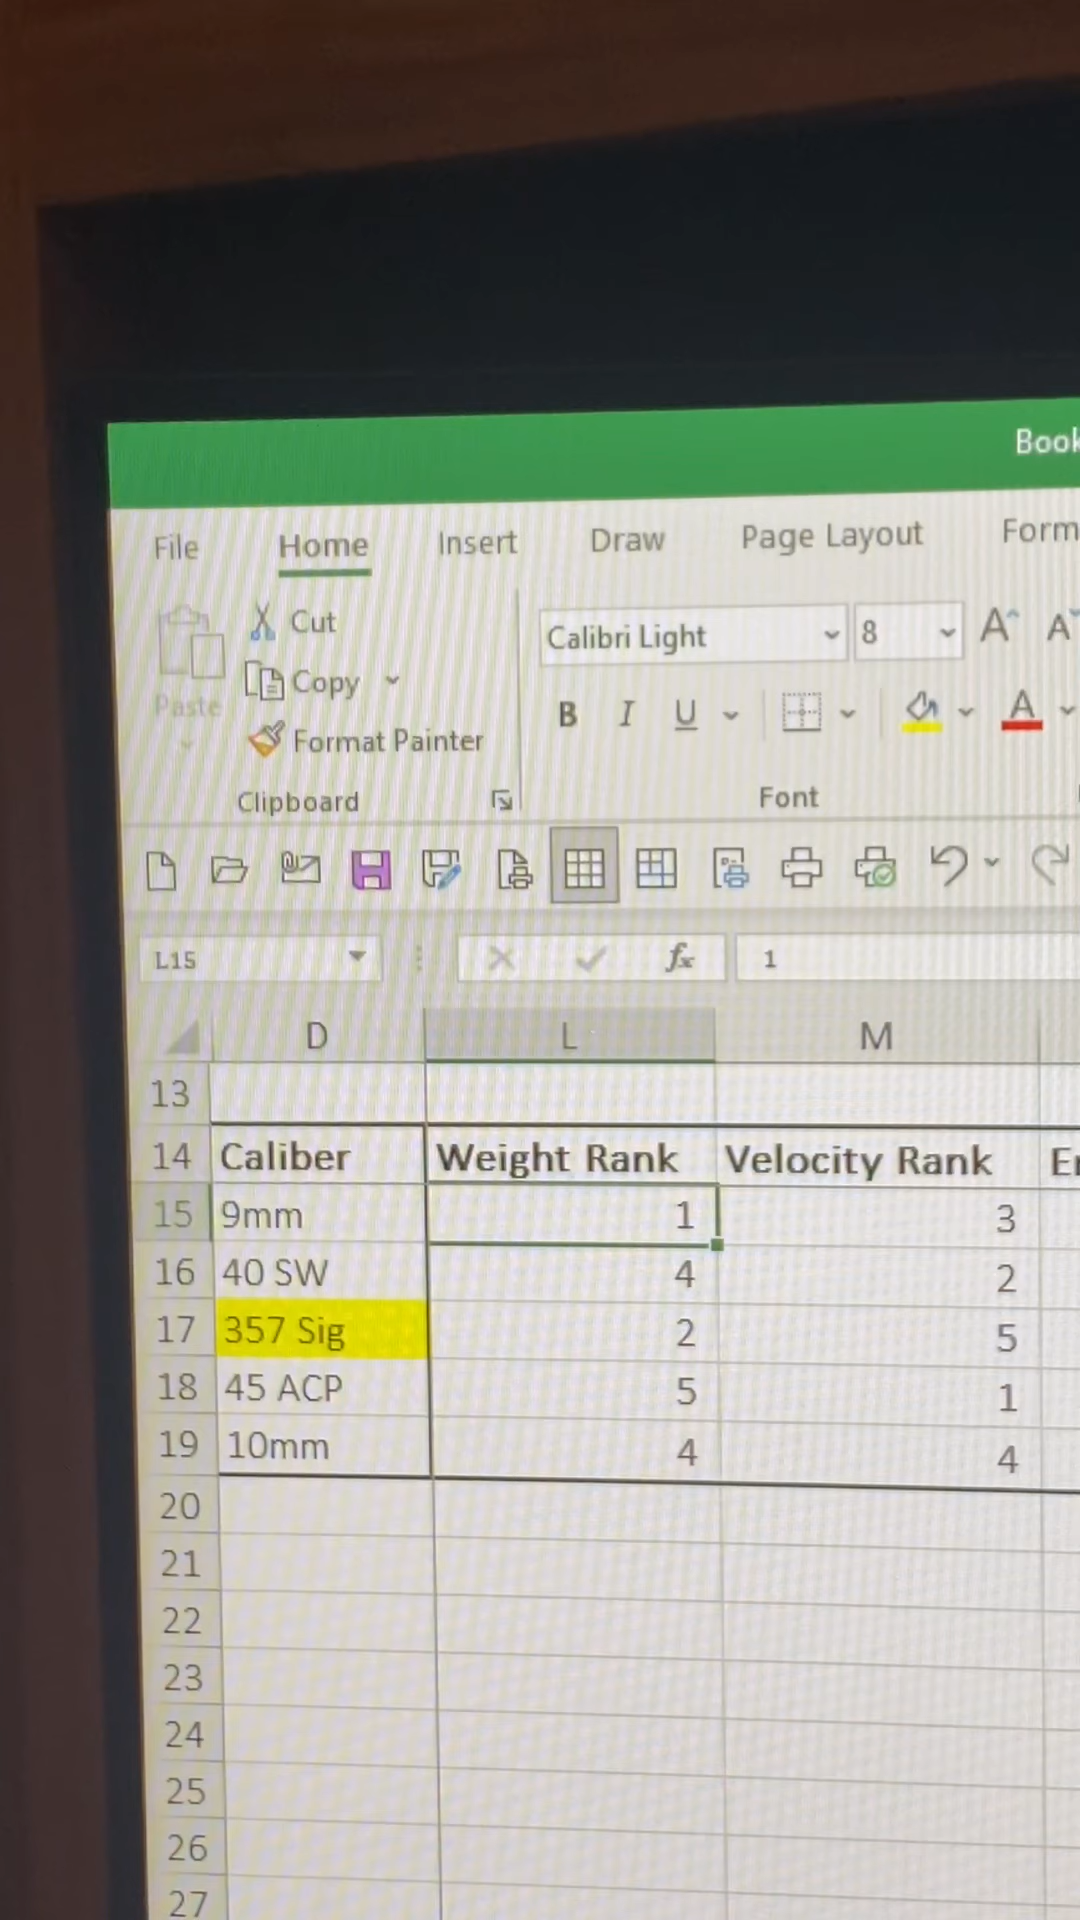 Book
File Home Insert Draw Page Layout Form
Paste
Cut
Copy
Format Painter
Clipboard
Calibri Light 8 A A
B I U A
Font
L15 fx 1
D L M
13
14 Caliber Weight Rank Velocity Rank Er
15 9mm 1 3
16 40 SW 4 2
17 357 Sig 2 5
18 45 ACP 5 1
19 10mm 4 4
20
21
22
23
24
25
26
27